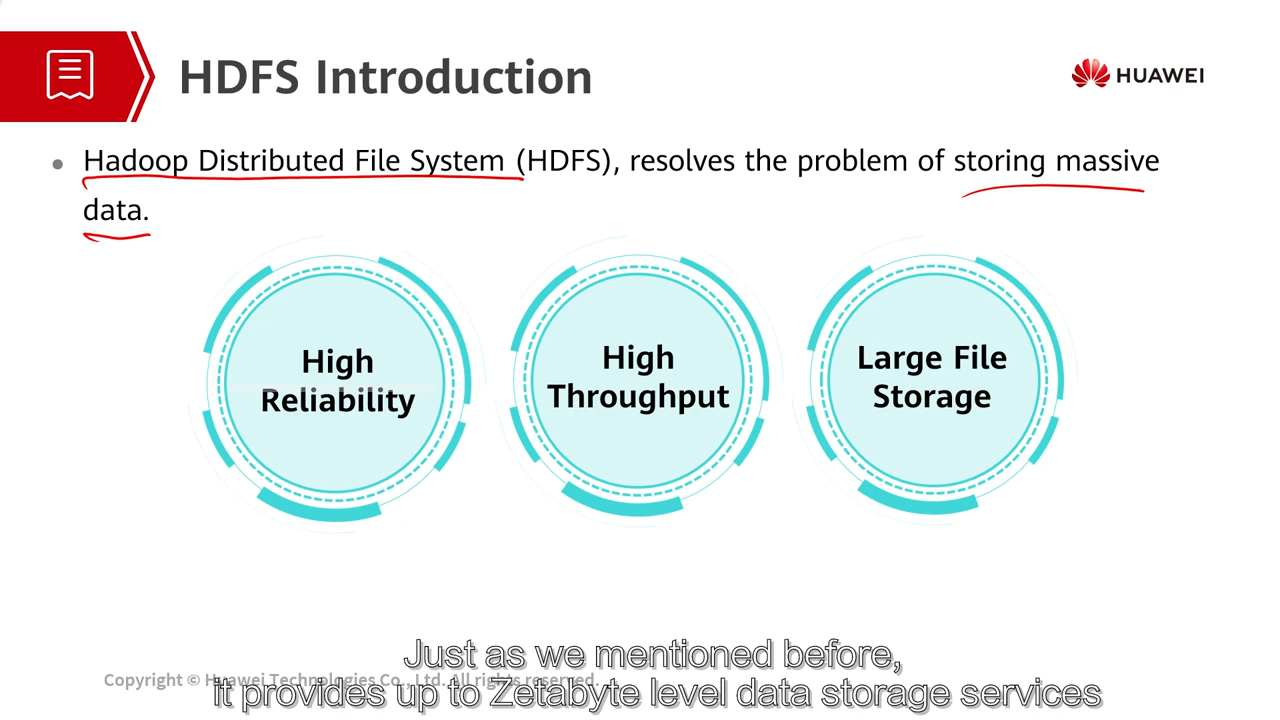 HDFS Introduction
HUAWEI
Hadoop Distributed File System (HDFS), resolves the problem of storing massive
data.
High
Reliability
High
Throughput
Large File
Storage
Just as we mentioned before,
Copyright © Huawei Technologies Co., Ltd. All rights reserved.
it provides up to Zetabyte level data storage services